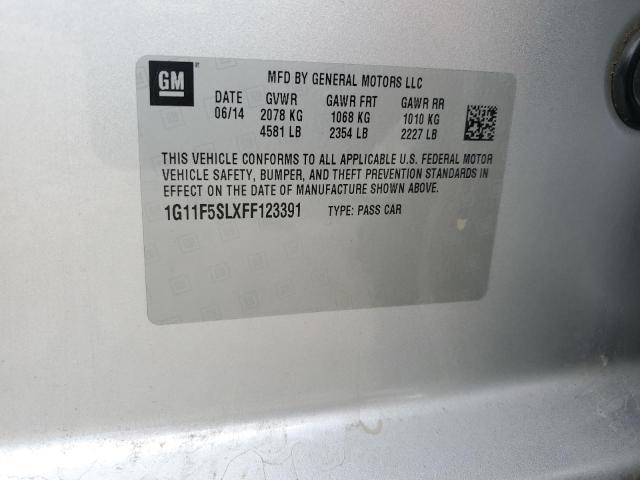 GM
MFD BY GENERAL MOTORS LLC
DATE GVWR GAWR FRT GAWR RR
06/14 2078 KG 1068 KG 1010 KG
4581 LB 2354 LB 2227 LB
THIS VEHICLE CONFORMS TO ALL APPLICABLE U.S. FEDERAL MOTOR
VEHICLE SAFETY, BUMPER, AND THEFT PREVENTION STANDARDS IN
EFFECT ON THE DATE OF MANUFACTURE SHOWN ABOVE.
1G11F5SLXFF123391 TYPE: PASS CAR